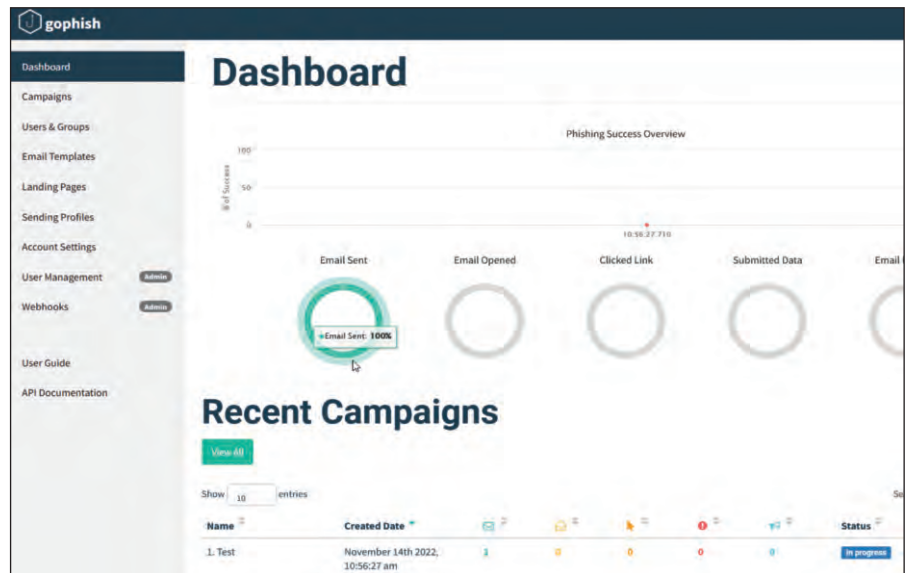 gophish
Dashboard
Campaigns
Users & Groups
Email Templates
Landing Pages
Sending Profiles
Account Settings
User Management Admin
Webhooks Admin
User Guide
API Documentation
Dashboard
Phishing Success Overview
% of Success
100
50
0
10:56:27.710
Email Sent Email Opened Clicked Link Submitted Data Email
Email Sent: 100%
Recent Campaigns
View All
Show 10 entries
Name Created Date Status
1. Test November 14th 2022, 1 0 0 0 0 In progress
10:56:27 am